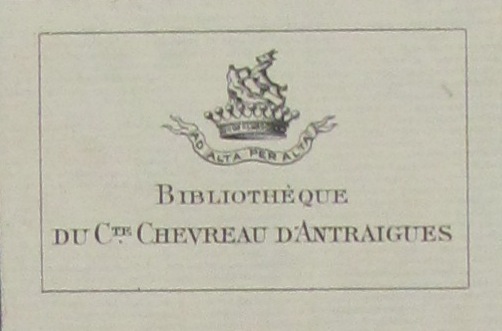 AD ALTA PER ALTA
BIBLIOTHÈQUE
DU CTE CHEVREAU D'ANTRAIGUES